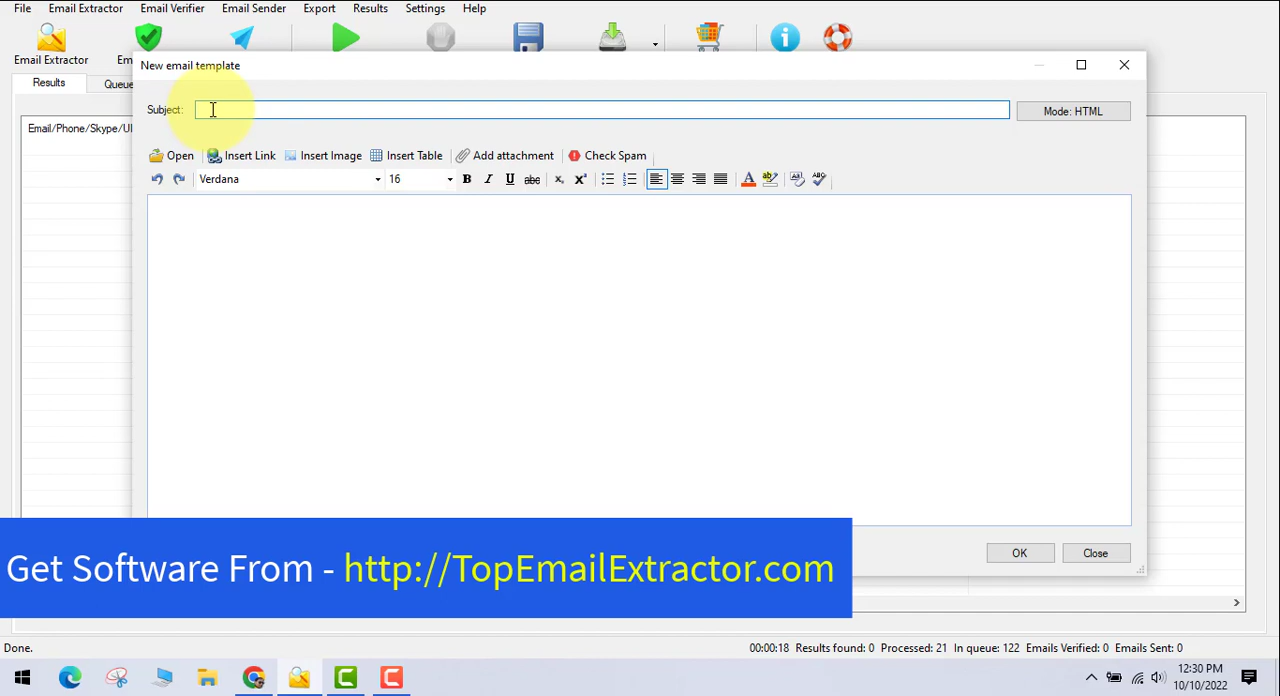 File Email Extractor Email Verifier Email Sender Export Results Settings Help
Email Extractor Em
Results Queue
Email/Phone/Skype/UI
New email template
Subject: Mode: HTML
Open Insert Link Insert Image Insert Table Add attachment Check Spam
Verdana 16 B I U abc x, x² A ab
OK Close
Get Software From - http://TopEmailExtractor.com
Done. 00:00:18 Results found: 0 Processed: 21 In queue: 122 Emails Verified: 0 Emails Sent: 0
12:30 PM
10/10/2022